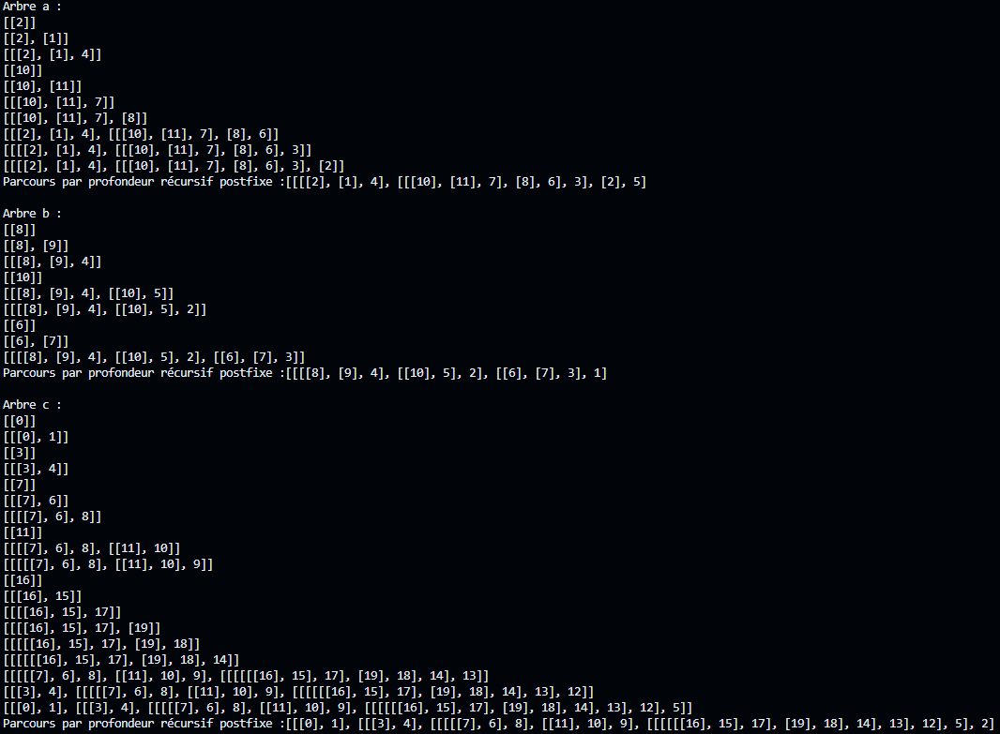 Arbre a :
[[2]]
[[2], [1]]
[[[2], [1], 4]]
[[10]]
[[10], [11]]
[[[10], [11], 7]]
[[[10], [11], 7], [8]]
[[[2], [1], 4], [[[10], [11], 7], [8], 6]]
[[[[2], [1], 4], [[[10], [11], 7], [8], 6], 3]]
[[[[2], [1], 4], [[[10], [11], 7], [8], 6], 3], [2]]
Parcours par profondeur récursif postfixe :[[[[2], [1], 4], [[[10], [11], 7], [8], 6], 3], [2], 5]
Arbre b :
[[8]]
[[8], [9]]
[[[8], [9], 4]]
[[10]]
[[[8], [9], 4], [[10], 5]]
[[[[8], [9], 4], [[10], 5], 2]]
[[6]]
[[6], [7]]
[[[[8], [9], 4], [[10], 5], 2], [[6], [7], 3]]
Parcours par profondeur récursif postfixe :[[[[8], [9], 4], [[10], 5], 2], [[6], [7], 3], 1]
Arbre c :
[[0]]
[[[0], 1]]
[[3]]
[[[3], 4]]
[[7]]
[[[7], 6]]
[[[[7], 6], 8]]
[[11]]
[[[[7], 6], 8], [[11], 10]]
[[[[[7], 6], 8], [[11], 10], 9]]
[[16]]
[[[16], 15]]
[[[[16], 15], 17]]
[[[[16], 15], 17], [19]]
[[[[[16], 15], 17], [19], 18]]
[[[[[[16], 15], 17], [19], 18], 14]]
[[[[[7], 6], 8], [[11], 10], 9], [[[[[[16], 15], 17], [19], 18], 14], 13]]
[[[3], 4], [[[[[7], 6], 8], [[11], 10], 9], [[[[[[16], 15], 17], [19], 18], 14], 13], 12]]
[[[0], 1], [[[3], 4], [[[[[7], 6], 8], [[11], 10], 9], [[[[[[16], 15], 17], [19], 18], 14], 13], 12], 5]]
Parcours par profondeur récursif postfixe :[[[0], 1], [[[3], 4], [[[[[7], 6], 8], [[11], 10], 9], [[[[[[16], 15], 17], [19], 18], 14], 13], 12], 5], 2]